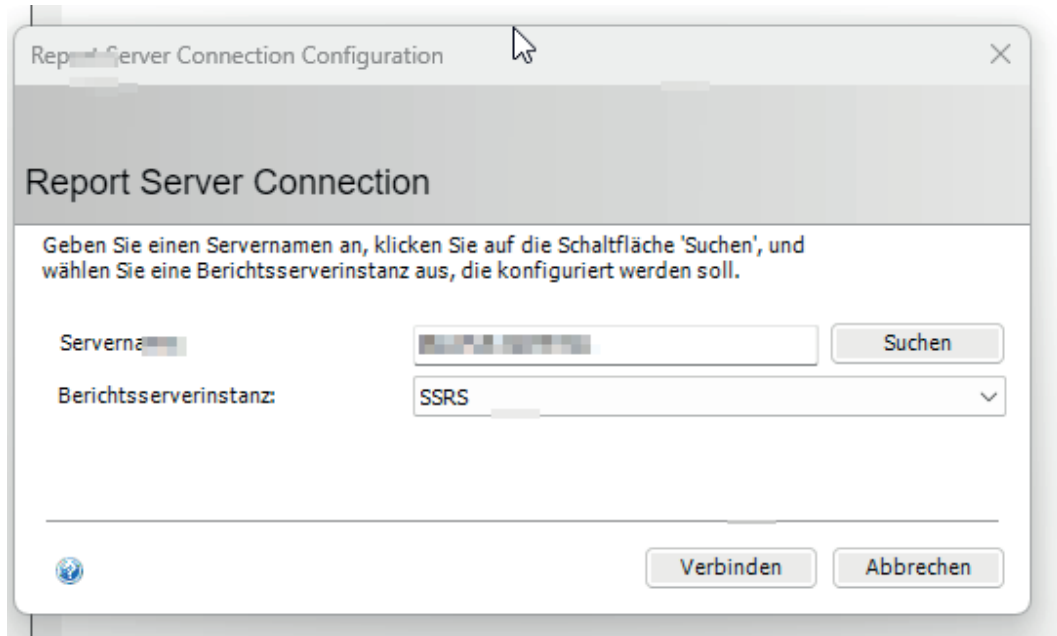 Server Connection Configuration
Report Server Connection
Geben Sie einen Servernamen an, klicken Sie auf die Schaltfläche 'Suchen', und
wählen Sie eine Berichtsserverinstanz aus, die konfiguriert werden soll.
Suchen
Berichtsserverinstanz:
SSRS
Verbinden
Abbrechen